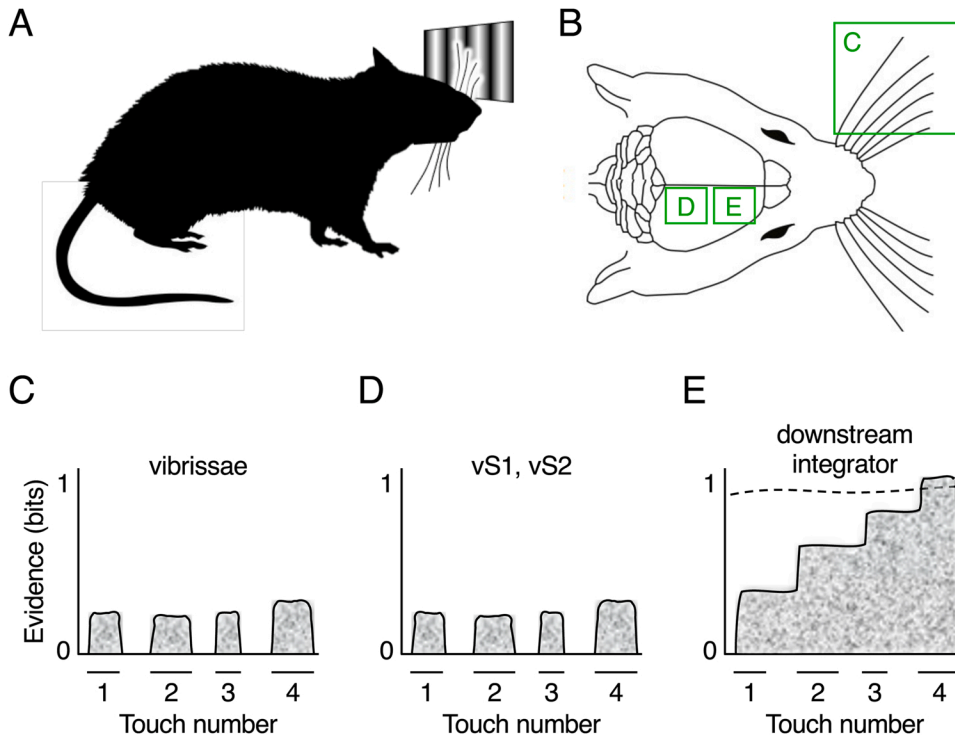 A
B
C
D
E
C
D
E
vibrissae
vS1, vS2
downstream
integrator
Evidence (bits)
1
0
1
0
1
0
1 2 3 4
1 2 3 4
1 2 3 4
Touch number
Touch number
Touch number